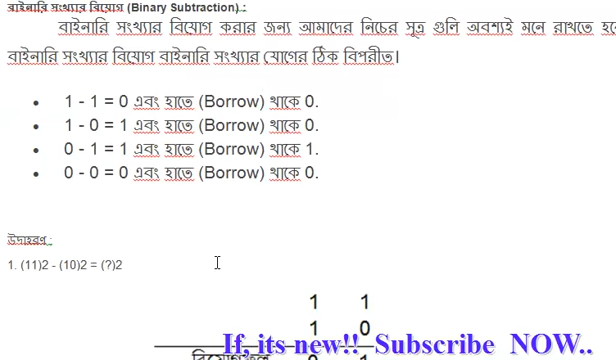 বাইনারি সংখ্যার বিয়োগ (Binary Subtraction) :
বাইনারি সংখ্যার বিয়োগ করার জন্য আমাদের নিচের সূত্র গুলি অবশ্যই মনে রাখতে
বাইনারি সংখ্যার বিয়োগ বাইনারি সংখ্যার যোগের ঠিক বিপরীত।
• 1 - 1 = 0 এবং হাতে (Borrow) থাকে 0.
• 1 - 0 = 1 এবং হাতে (Borrow) থাকে 0.
• 0 - 1 = 1 এবং হাতে (Borrow) থাকে 1.
• 0 - 0 = 0 এবং হাতে (Borrow) থাকে 0.
উদাহরণ :
1. (11)2 - (10)2 = (?)2
1 1
1 0
If, its new!! Subscribe NOW..